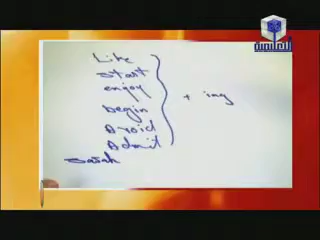 Like
start
enjoy
Begin
Avoid
Admit
+ ing